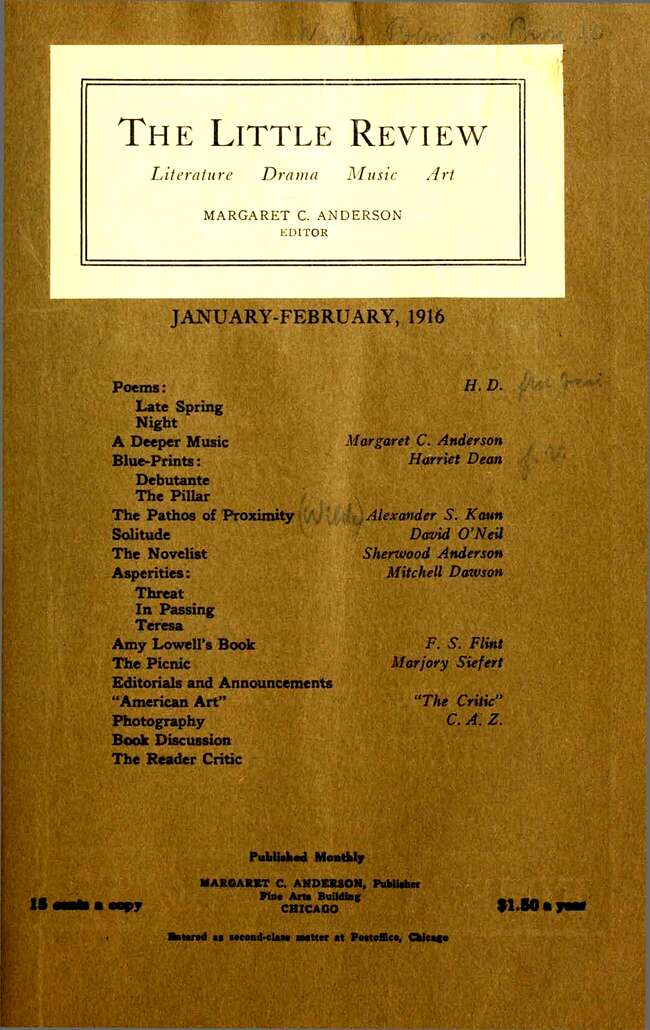 THE LITTLE REVIEW
Literature Drama Music Art
MARGARET C. ANDERSON
EDITOR
JANUARY-FEBRUARY, 1916
Poems: H. D.
Late Spring
Night
A Deeper Music Margaret C. Anderson
Blue-Prints: Harriet Dean
Debutante
The Pillar
The Pathos of Proximity (Wilde) Alexander S. Kaun
Solitude David O'Neil
The Novelist Sherwood Anderson
Asperities: Mitchell Dawson
Threat
In Passing
Teresa
Amy Lowell's Book F. S. Flint
The Picnic Marjory Siefert
Editorials and Announcements
"American Art" "The Critic"
Photography C. A. Z.
Book Discussion
The Reader Critic
Published Monthly
MARGARET C. ANDERSON, Publisher
Fine Arts Building
CHICAGO
15 cents a copy $1.50 a year
Entered as second-class matter at Postoffice, Chicago